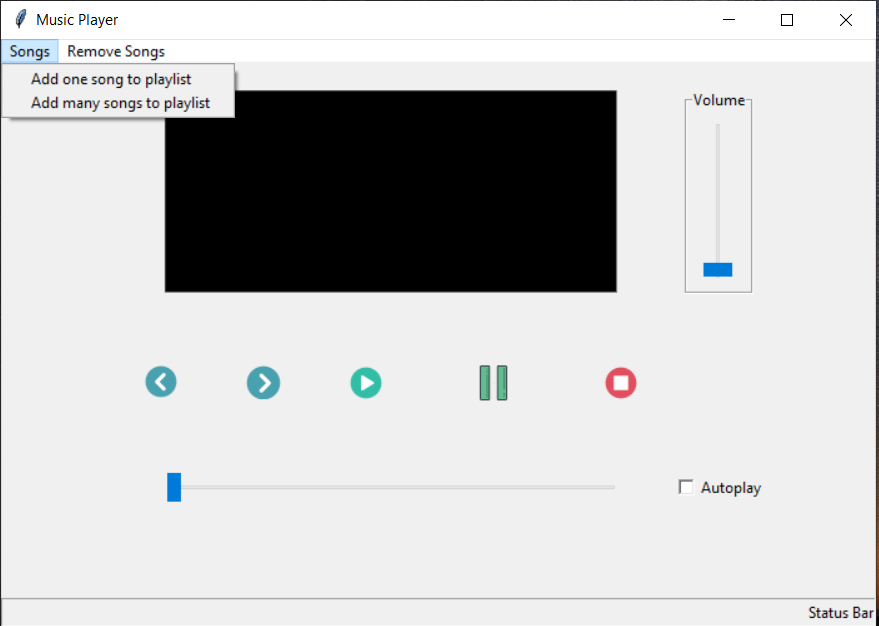 Music Player
Songs Remove Songs
Add one song to playlist
Add many songs to playlist
Volume
Autoplay
Status Bar